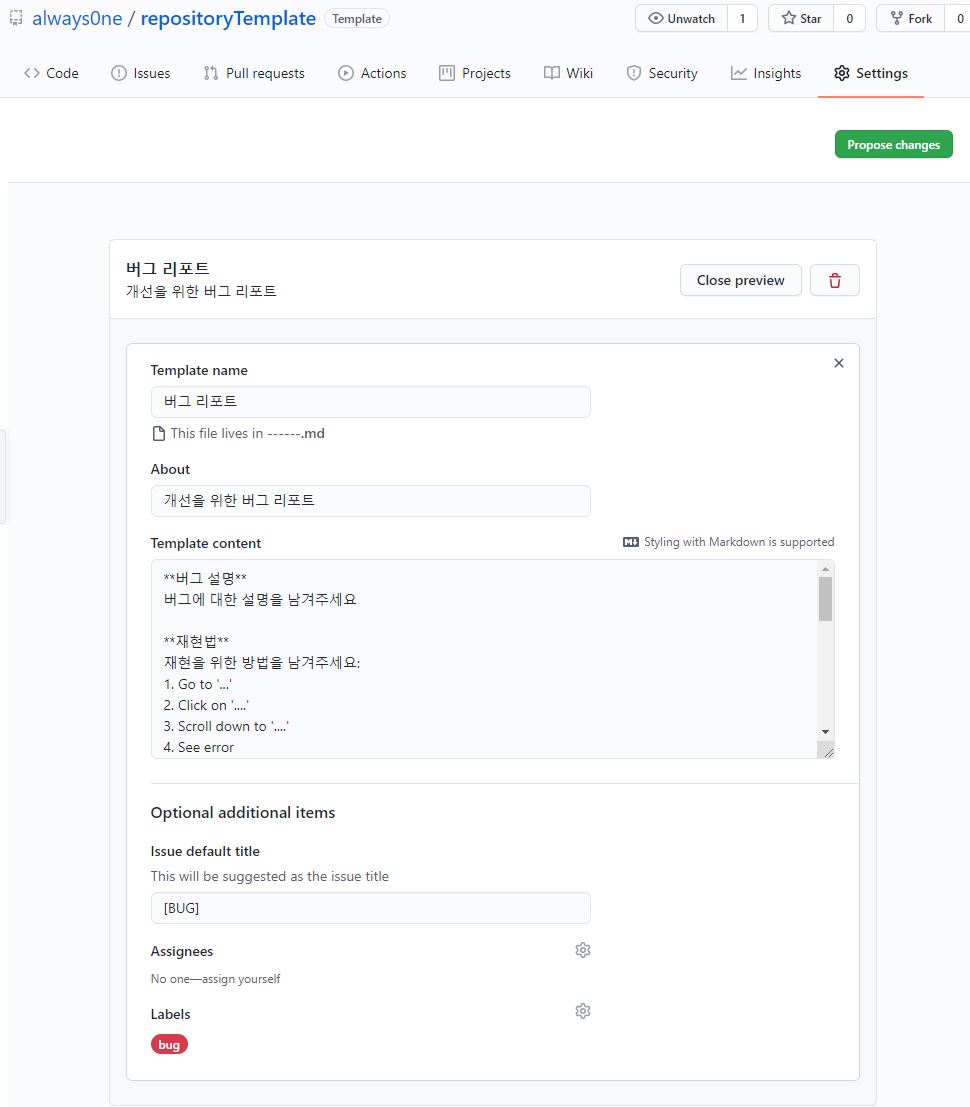 always0ne / repositoryTemplate Template Unwatch 1 Star 0 Fork 0
Code Issues Pull requests Actions Projects Wiki Security Insights Settings
Propose changes
버그 리포트
개선을 위한 버그 리포트
Close preview
Template name
버그 리포트
This file lives in ------.md
About
개선을 위한 버그 리포트
Template content
Styling with Markdown is supported
**버그 설명**
버그에 대한 설명을 남겨주세요
**재현법**
재현을 위한 방법을 남겨주세요:
1. Go to '...'
2. Click on '....'
3. Scroll down to '....'
4. See error
Optional additional items
Issue default title
This will be suggested as the issue title
[BUG]
Assignees
No one—assign yourself
Labels
bug